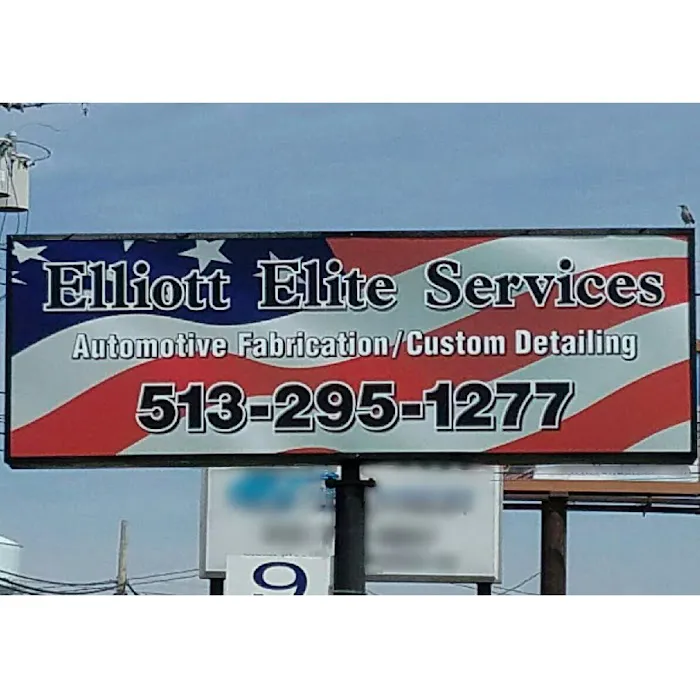 Elliott Elite Services
Automotive Fabrication/Custom Detailing
513-295-1277
9